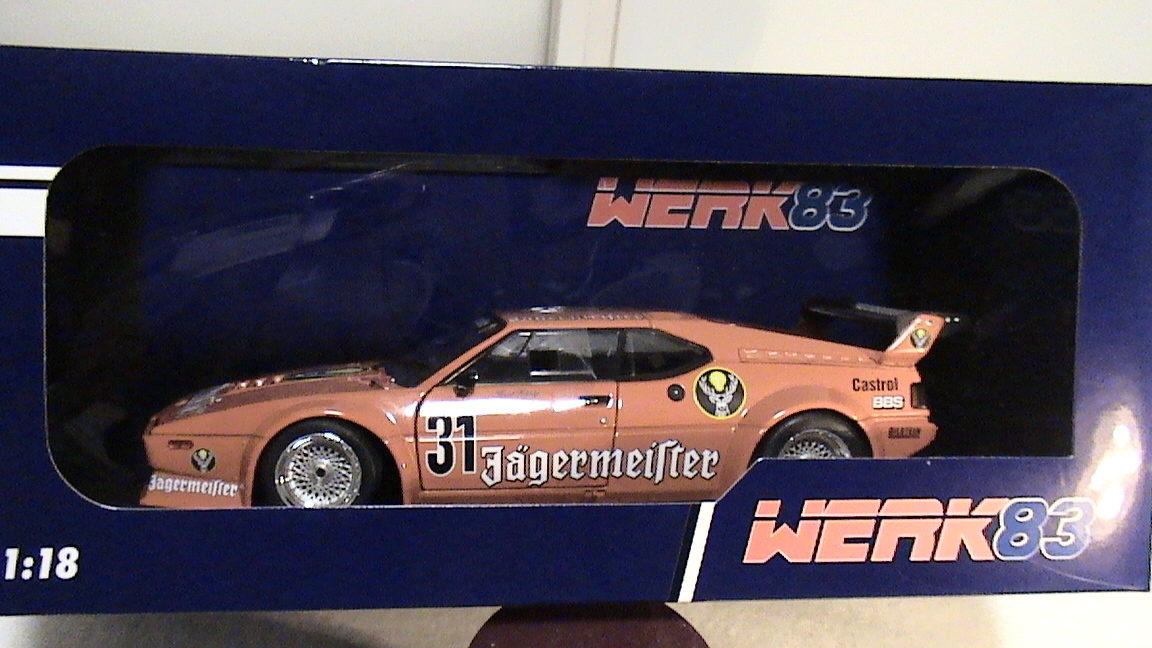 WERK83
31
Jägermeister
Jägermeister
Castrol
BBS
WERK83
1:18